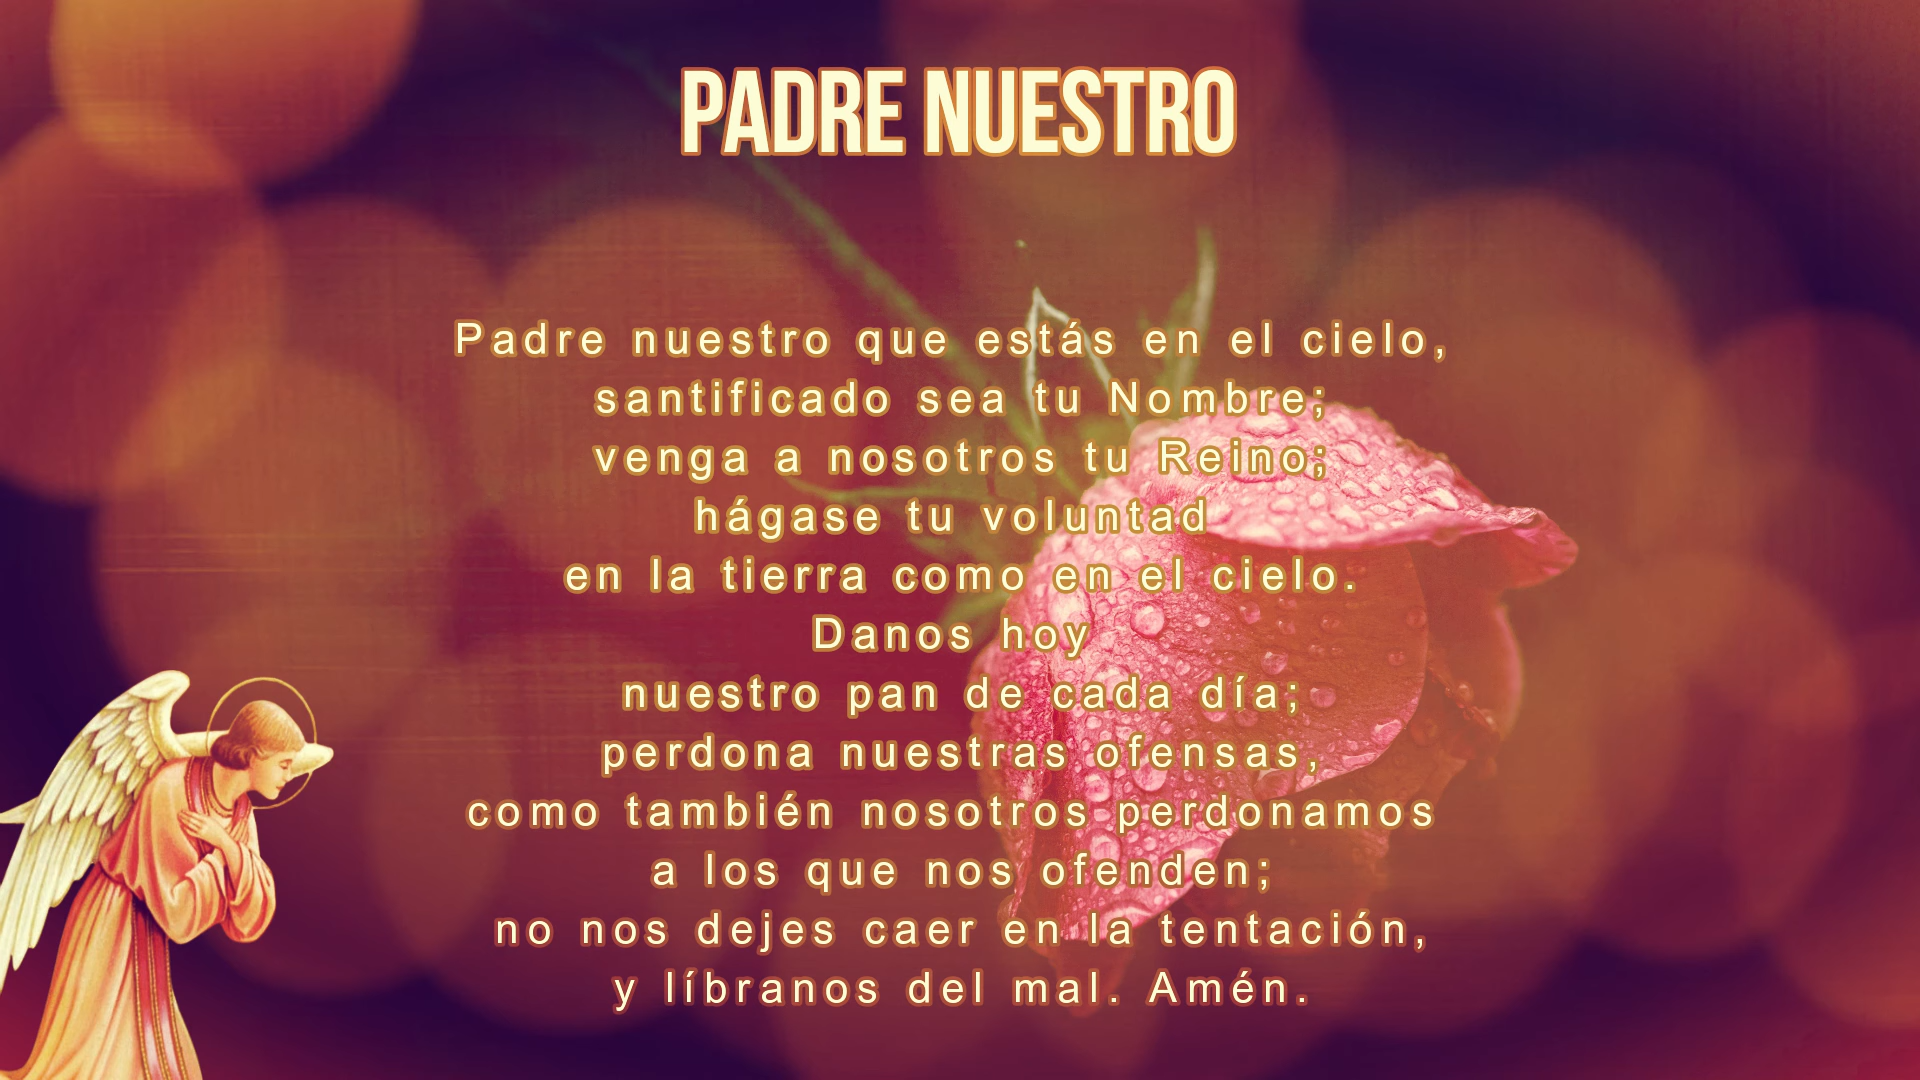 PADRE NUESTRO
Padre nuestro que estás en el cielo,
santificado sea tu Nombre;
venga a nosotros tu Reino;
hágase tu voluntad
en la tierra como en el cielo.
Danos hoy
nuestro pan de cada día;
perdona nuestras ofensas,
como también nosotros perdonamos
a los que nos ofenden;
no nos dejes caer en la tentación,
y líbranos del mal. Amén.